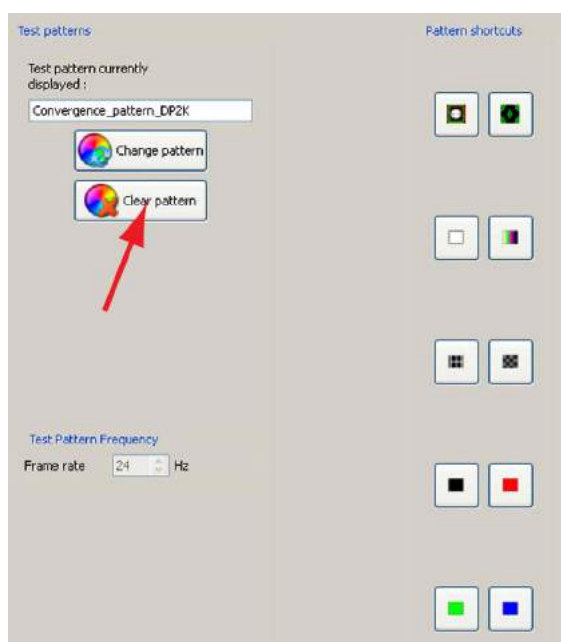 Test patterns
Pattern shortcuts
Test pattern currently
displayed :
Convergence_pattern_DP2K
Change pattern
Clear pattern
Test Pattern Frequency
Frame rate 24 Hz